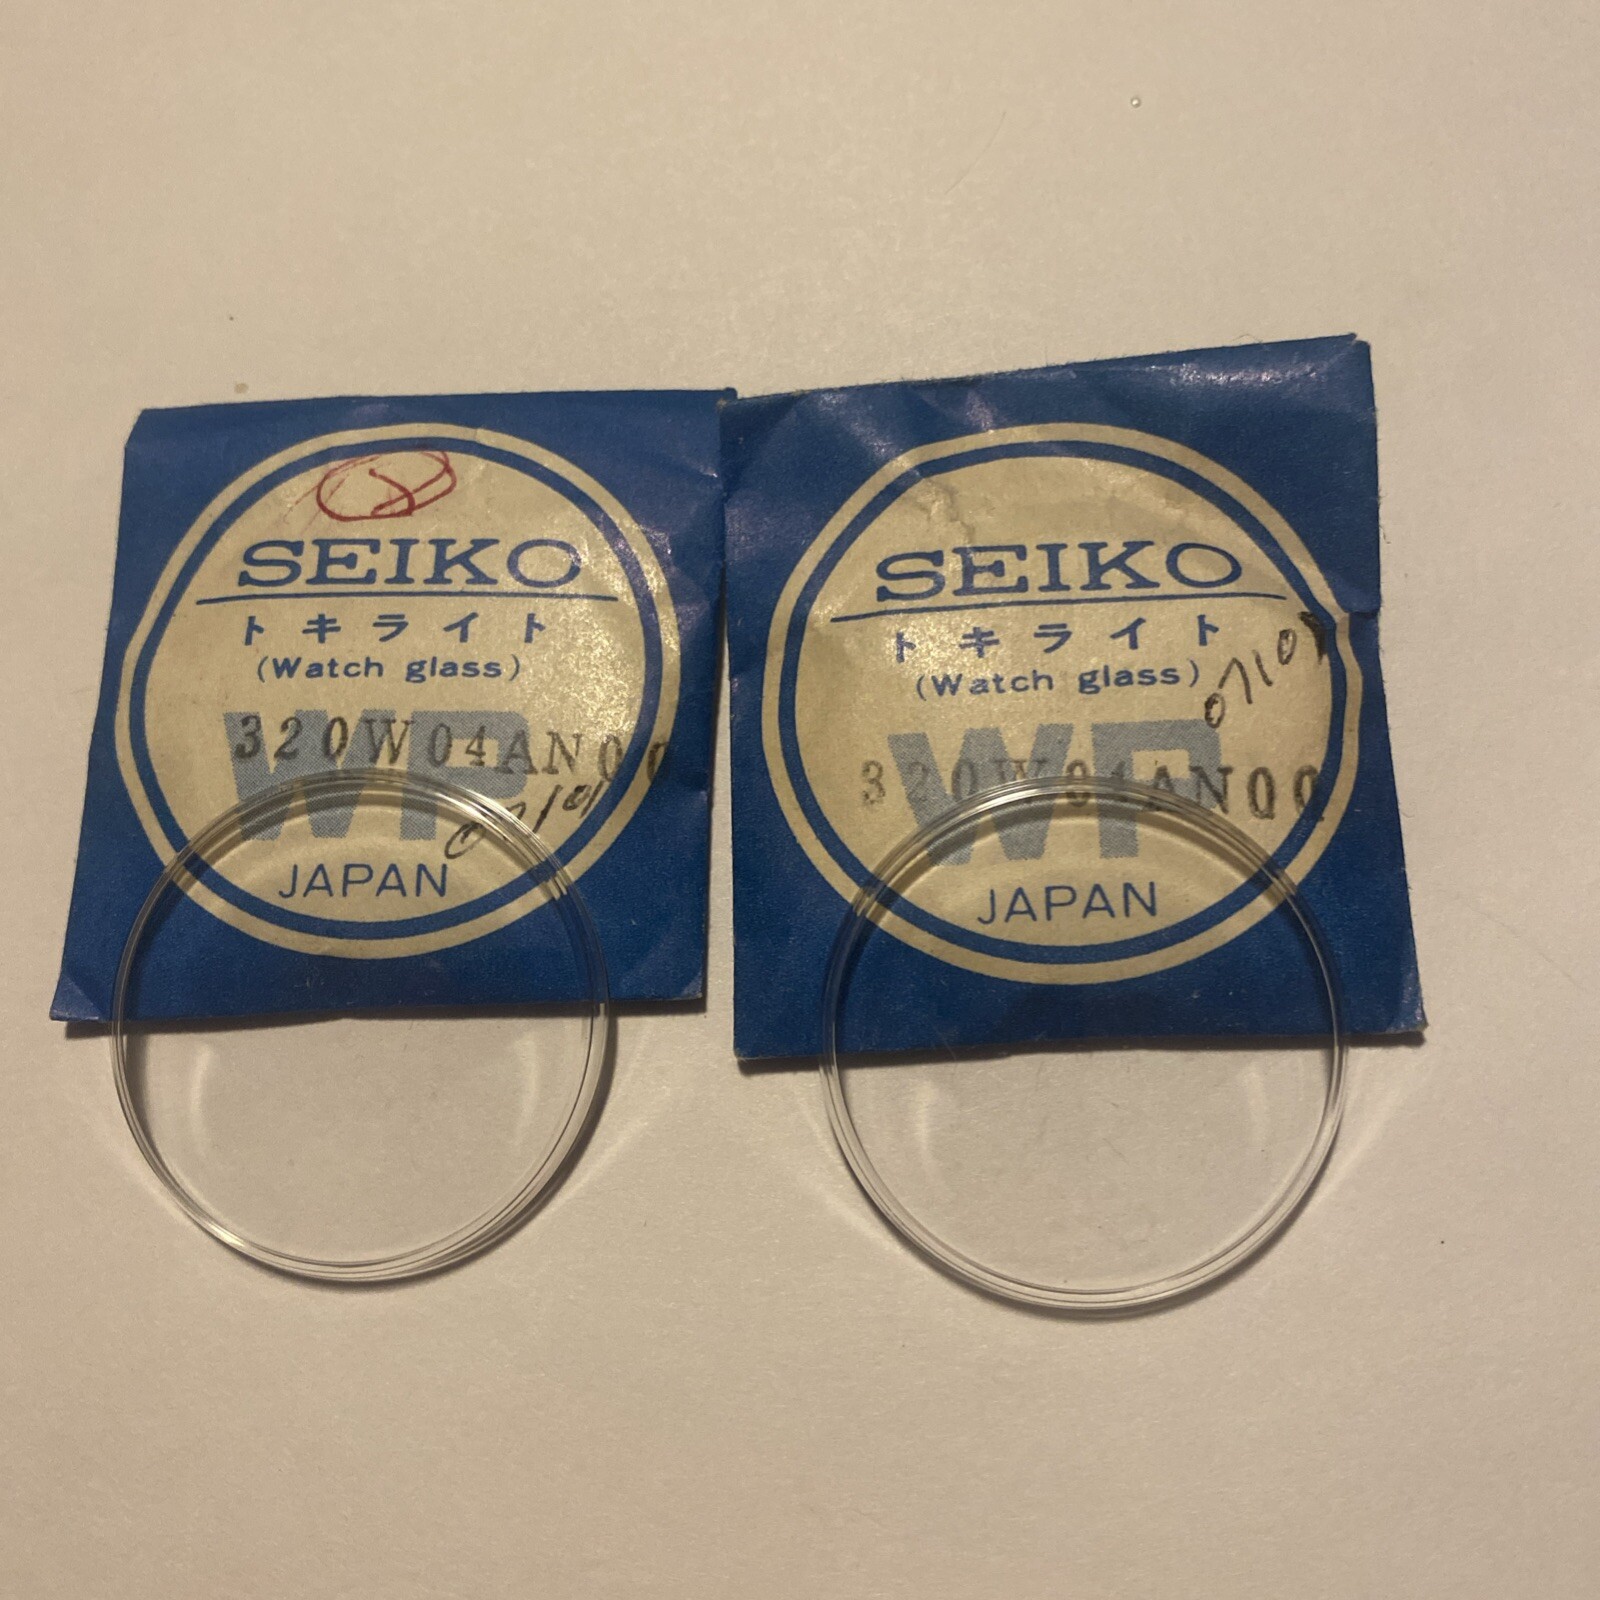 SEIKO
トキライト
(Watch glass)
WP
320W04AN00
JAPAN
SEIKO
トキライト
(Watch glass)
WP
320W04AN00
JAPAN